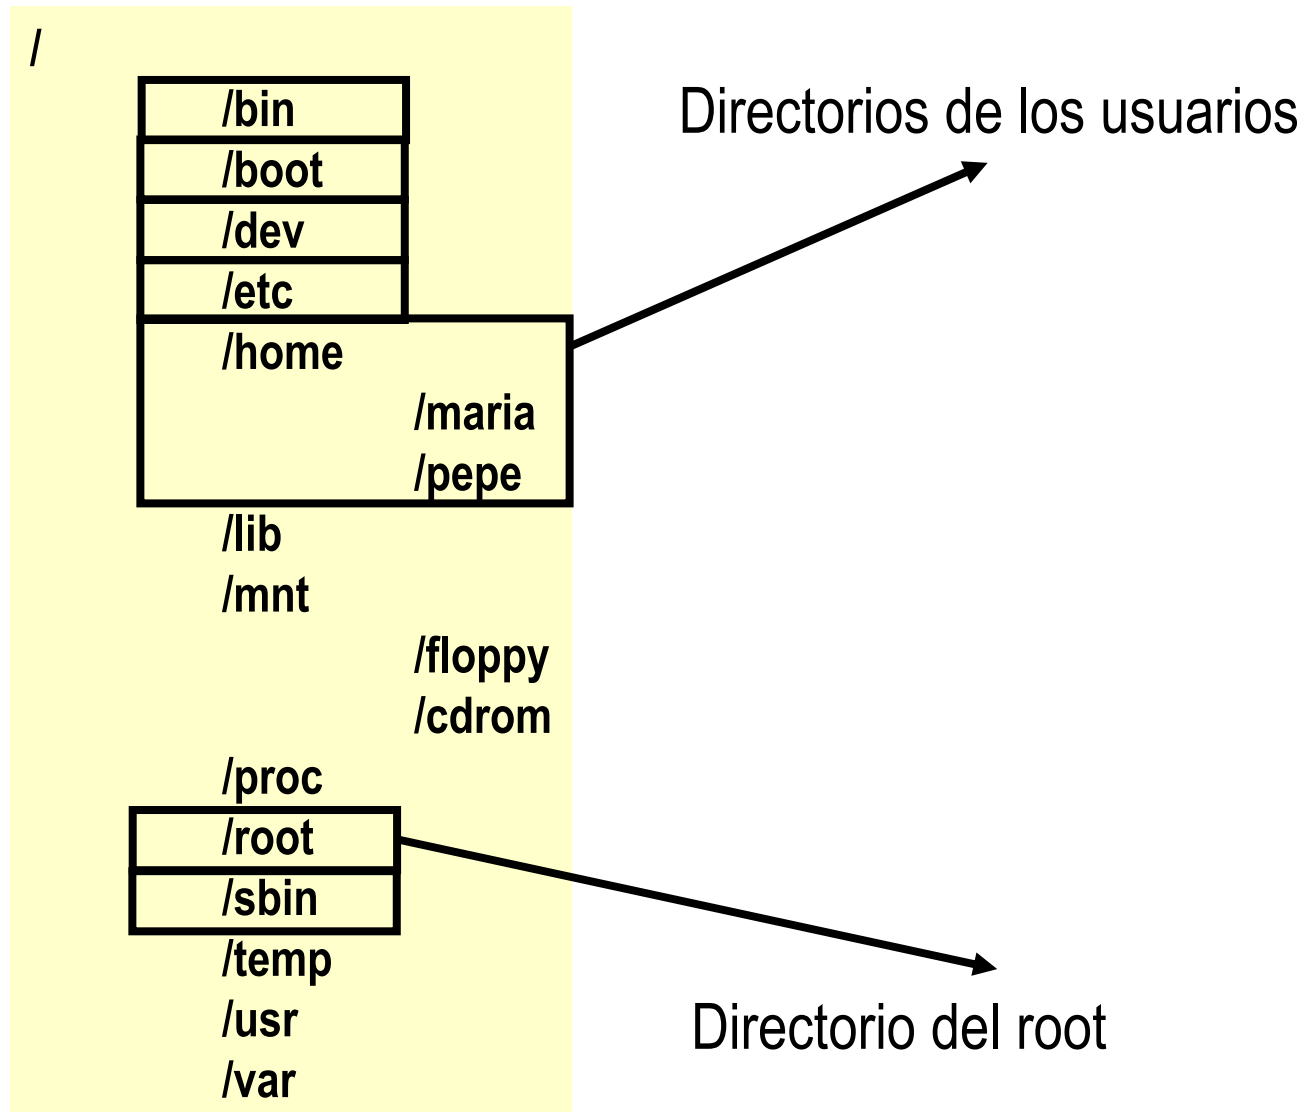 /
/bin
Directorios de los usuarios
/boot
/dev
/etc
/home
/maria
/pepe
/lib
/mnt
/floppy
/cdrom
/proc
/root
/sbin
/temp
/usr
Directorio del root
/var